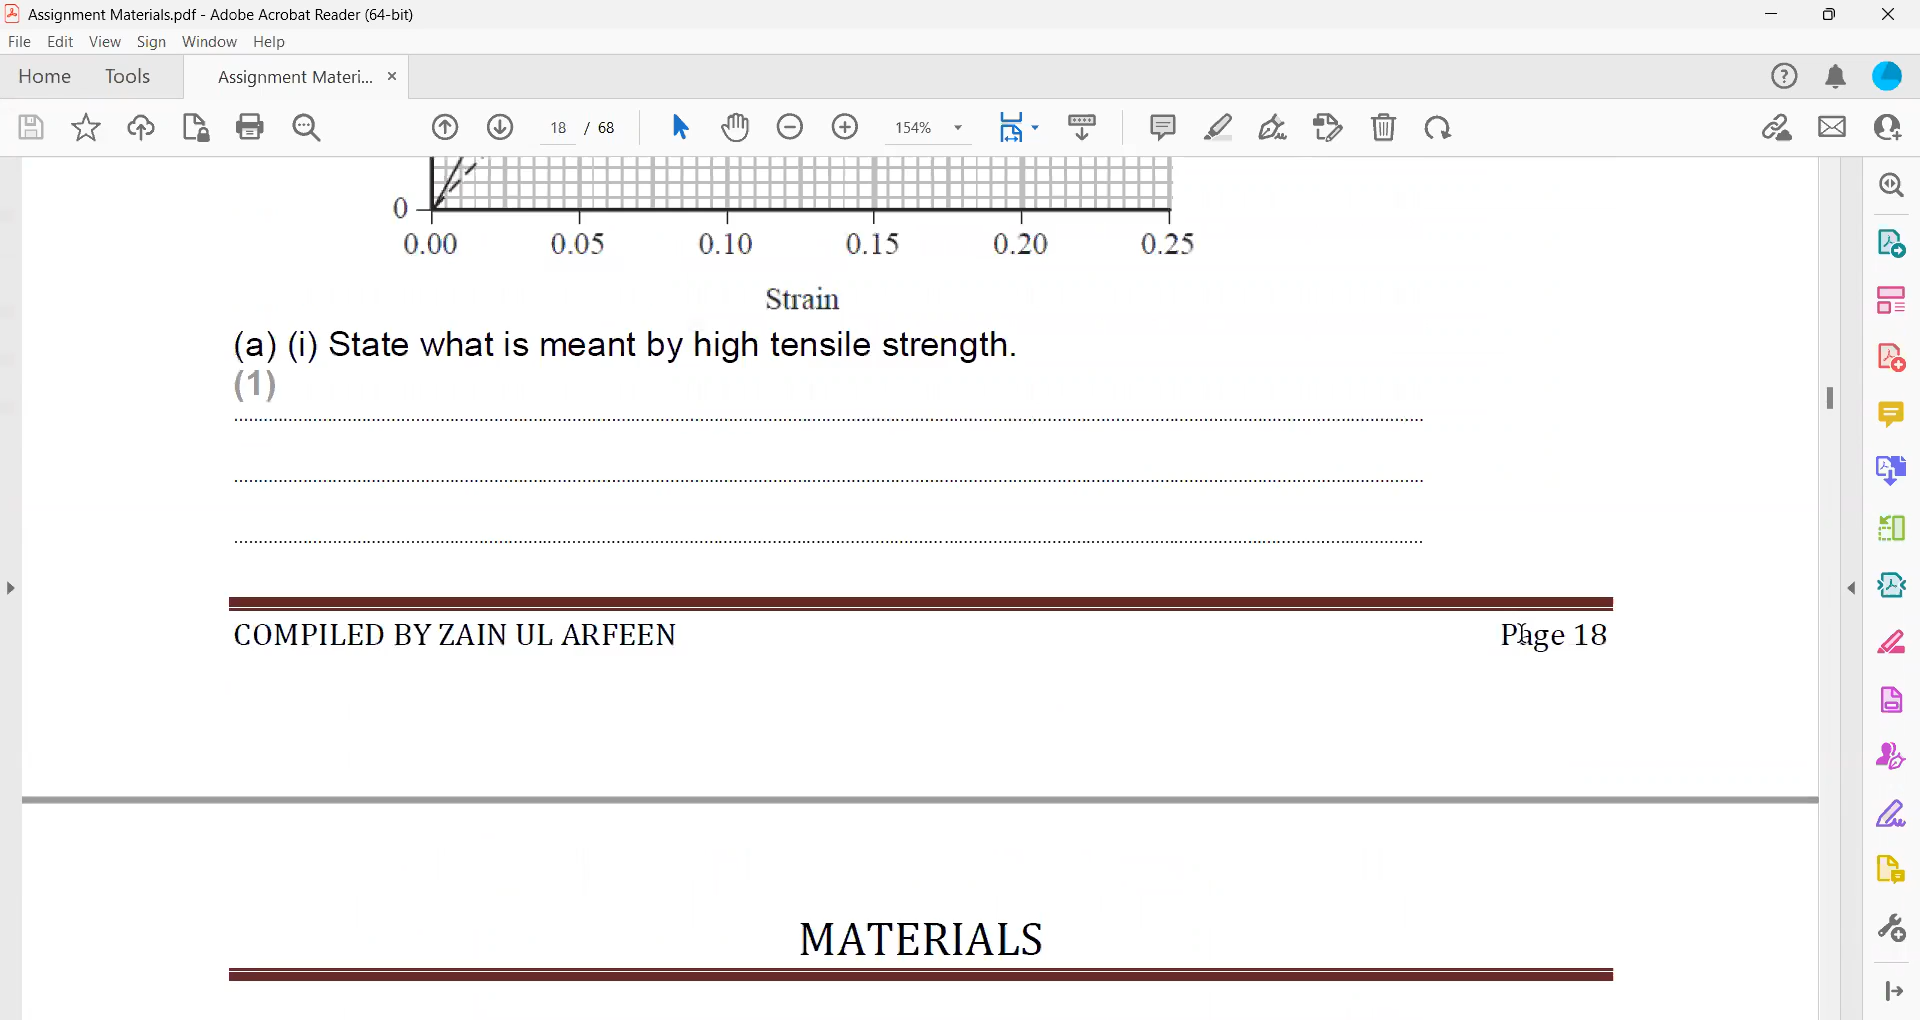 Assignment Materials.pdf - Adobe Acrobat Reader (64-bit)
File Edit View Sign Window Help
Home Tools Assignment Materi... ×
18 / 68 154%
0
0.00 0.05 0.10 0.15 0.20 0.25
Strain
(a) (i) State what is meant by high tensile strength.
(1)
COMPILED BY ZAIN UL ARFEEN Page 18
MATERIALS